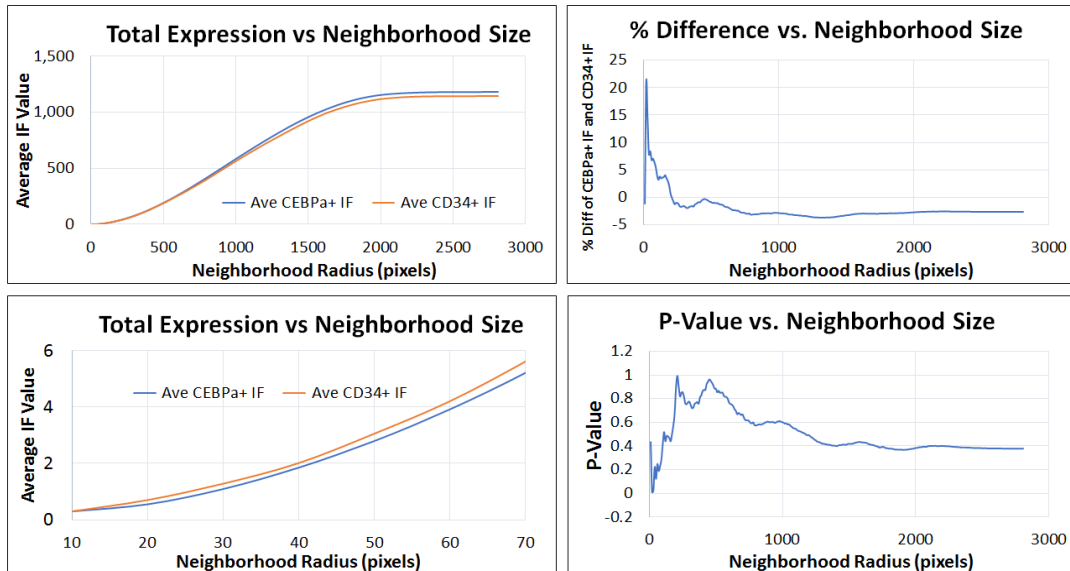 Total Expression vs Neighborhood Size
Average IF Value
1,500
1,000
500
0
Ave CEBPa+ IF
Ave CD34+ IF
0 500 1000 1500 2000 2500 3000
Neighborhood Radius (pixels)
% Difference vs. Neighborhood Size
% Diff of CEBPa+ IF and CD34+ IF
25
20
15
10
5
0
-5
0 1000 2000 3000
Neighborhood Radius (pixels)
Total Expression vs Neighborhood Size
Average IF Value
6
4
2
0
Ave CEBPa+ IF
Ave CD34+ IF
10 20 30 40 50 60 70
Neighborhood Radius (pixels)
P-Value vs. Neighborhood Size
P-Value
1.2
1
0.8
0.6
0.4
0.2
0
-0.2
0 1000 2000 3000
Neighborhood Radius (pixels)